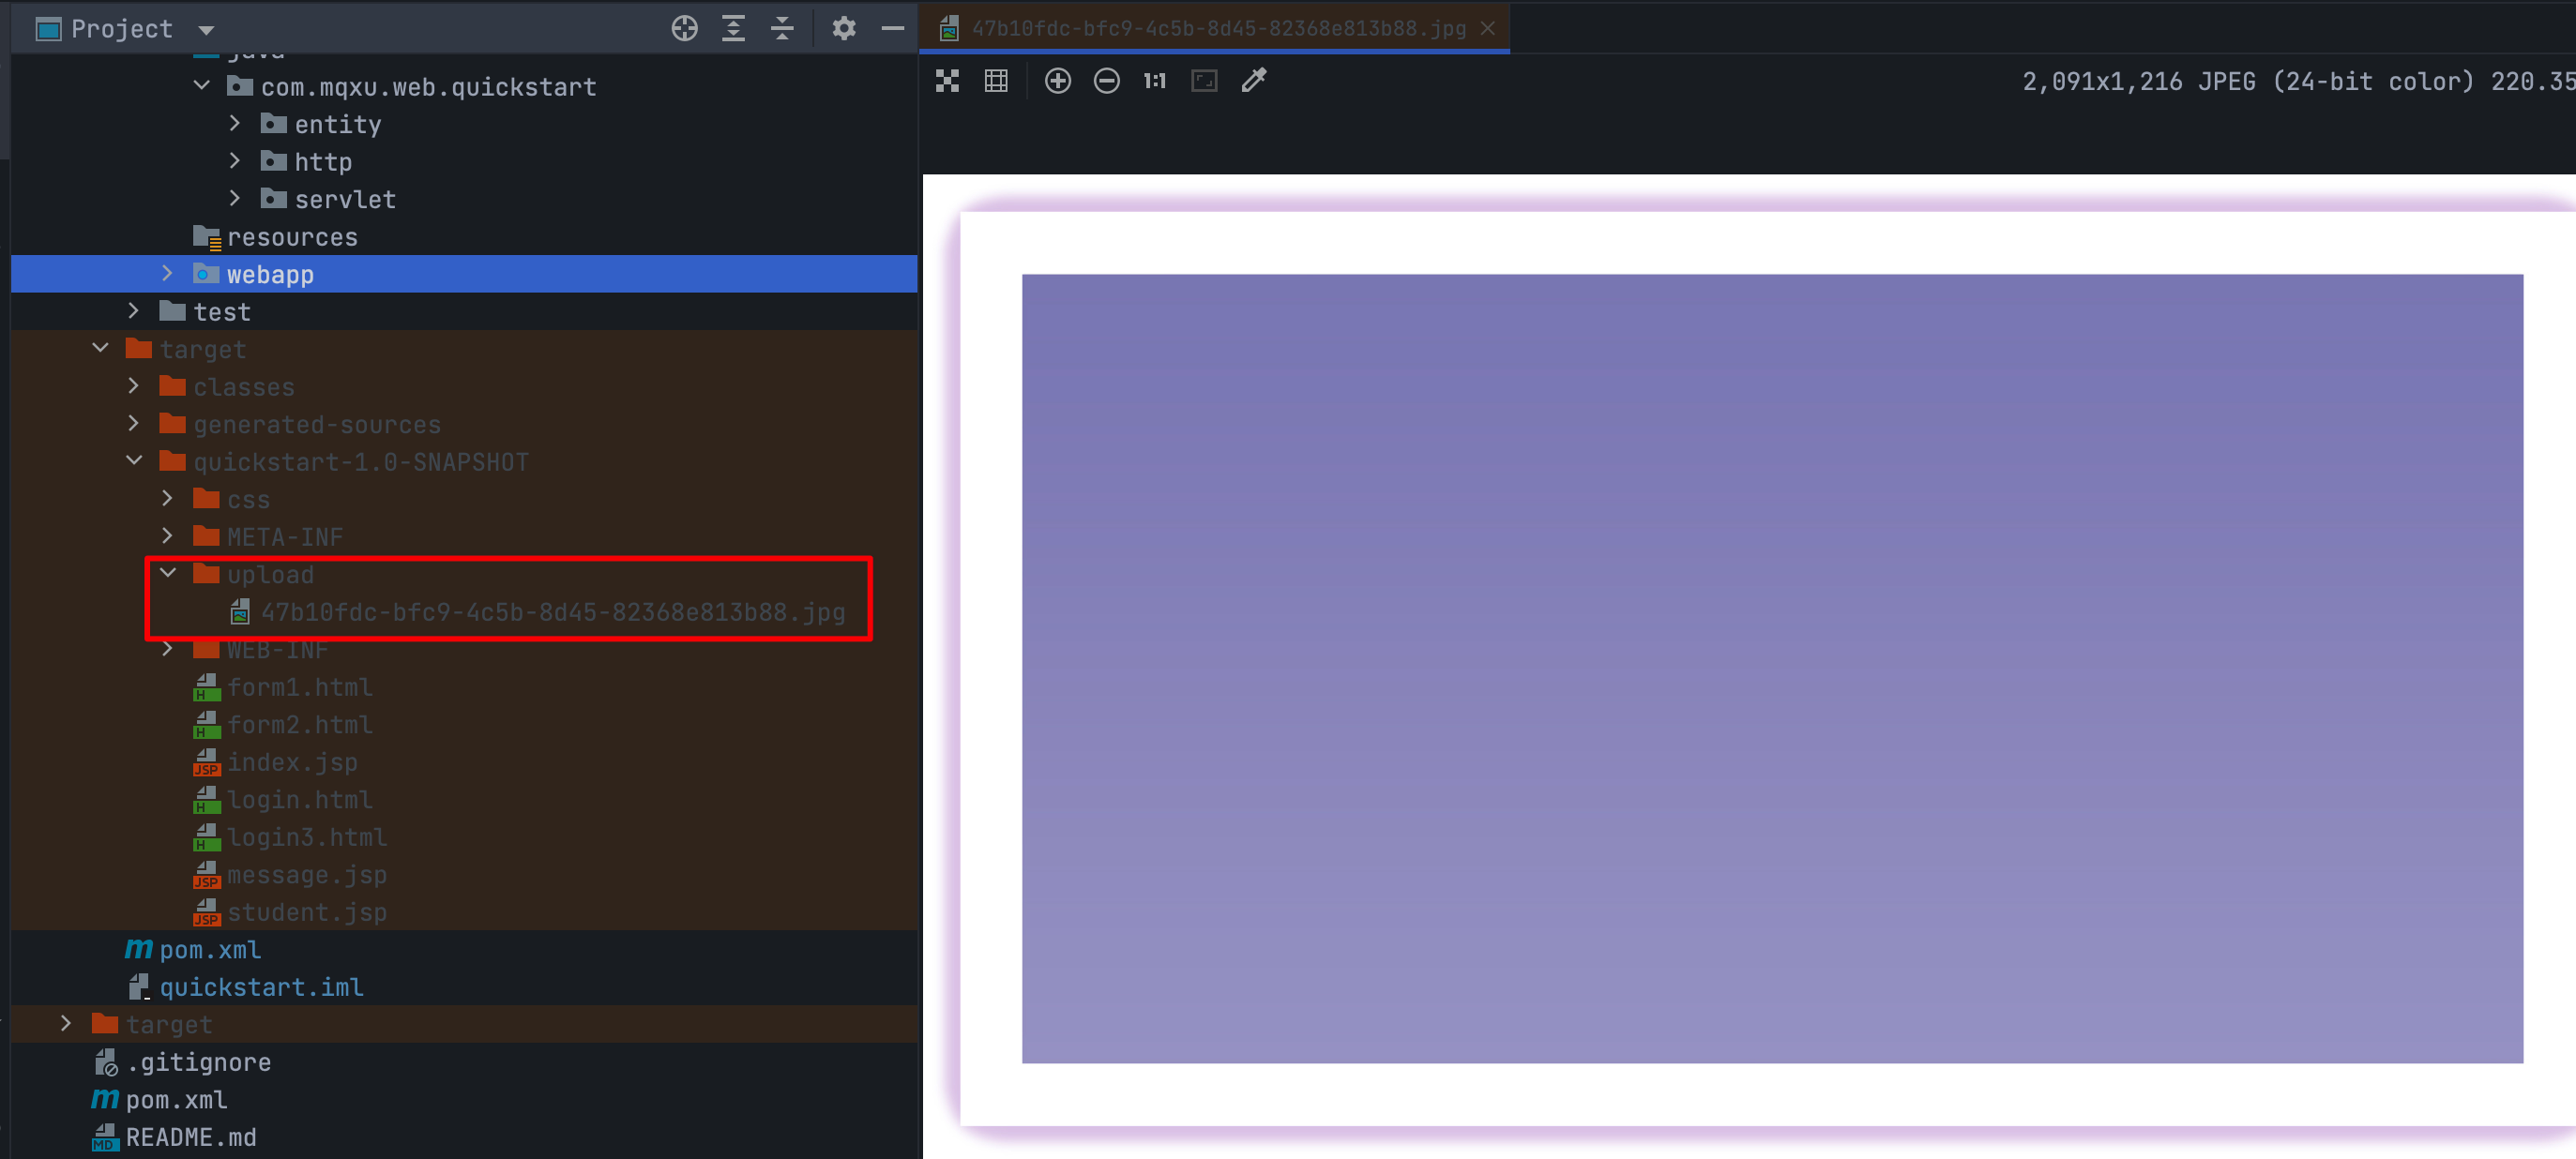 Project
47b10fdc-bfc9-4c5b-8d45-82368e813b88.jpg
1:1
2,091x1,216 JPEG (24-bit color) 220.35
java
com.mqxu.web.quickstart
entity
http
servlet
resources
webapp
test
target
classes
generated-sources
quickstart-1.0-SNAPSHOT
css
META-INF
upload
47b10fdc-bfc9-4c5b-8d45-82368e813b88.jpg
WEB-INF
form1.html
form2.html
index.jsp
login.html
login3.html
message.jsp
student.jsp
pom.xml
quickstart.iml
target
.gitignore
pom.xml
README.md